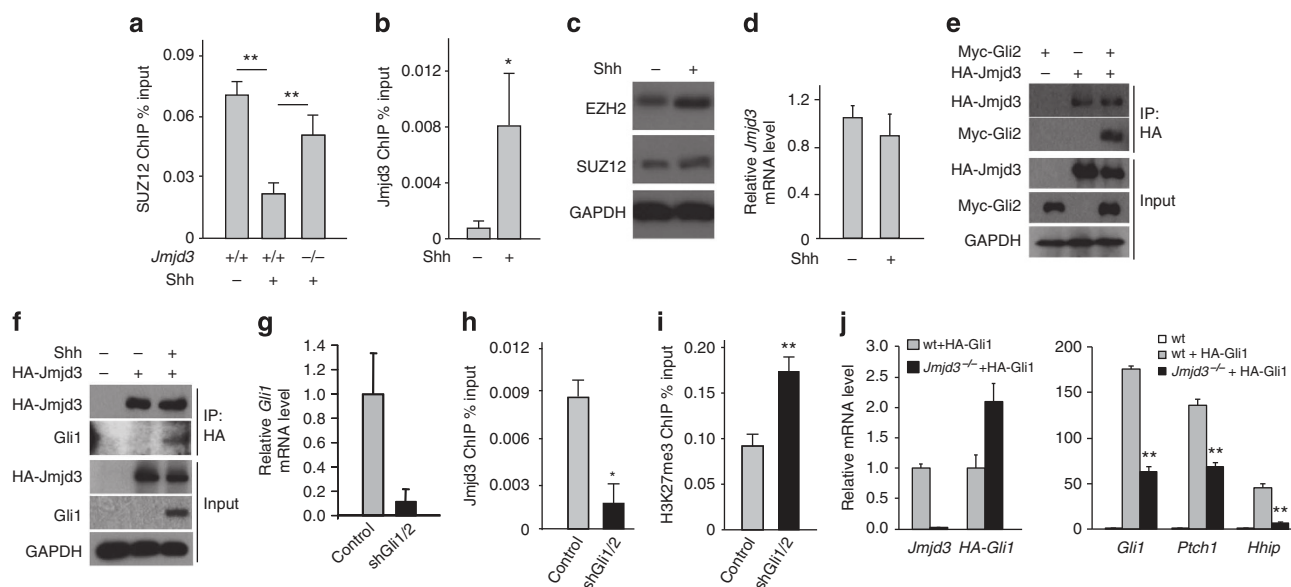 a
SUZ12 ChIP % input
0.09
0.06
0.03
0
**
**
Jmjd3 +/+ +/+ –/–
Shh – + +
b
Jmjd3 ChIP % input
0.012
0.008
0.004
0
*
Shh – +
c
Shh – +
EZH2
SUZ12
GAPDH
d
Relative Jmjd3
mRNA level
1.2
0.8
0.4
0
Shh – +
e
Myc-Gli2 + – +
HA-Jmjd3 – + +
HA-Jmjd3
Myc-Gli2
IP:
HA
HA-Jmjd3
Myc-Gli2
GAPDH
Input
f
Shh – – +
HA-Jmjd3 – + +
HA-Jmjd3
Gli1
IP:
HA
HA-Jmjd3
Gli1
GAPDH
Input
g
Relative Gli1
mRNA level
1.4
1.2
1.0
0.8
0.6
0.4
0.2
0.0
Control
shGli1/2
h
Jmjd3 ChIP % input
0.012
0.009
0.006
0.003
0
*
Control
shGli1/2
i
H3K27me3 ChIP % input
0.20
0.15
0.10
0.05
0
**
Control
shGli1/2
j
wt+HA-Gli1
Jmjd3–/–+HA-Gli1
Relative mRNA level
3.0
2.5
2.0
1.5
1.0
0.5
0.0
Jmjd3 HA-Gli1
wt
wt + HA-Gli1
Jmjd3–/– + HA-Gli1
200
150
100
50
0
**
**
**
Gli1 Ptch1 Hhip